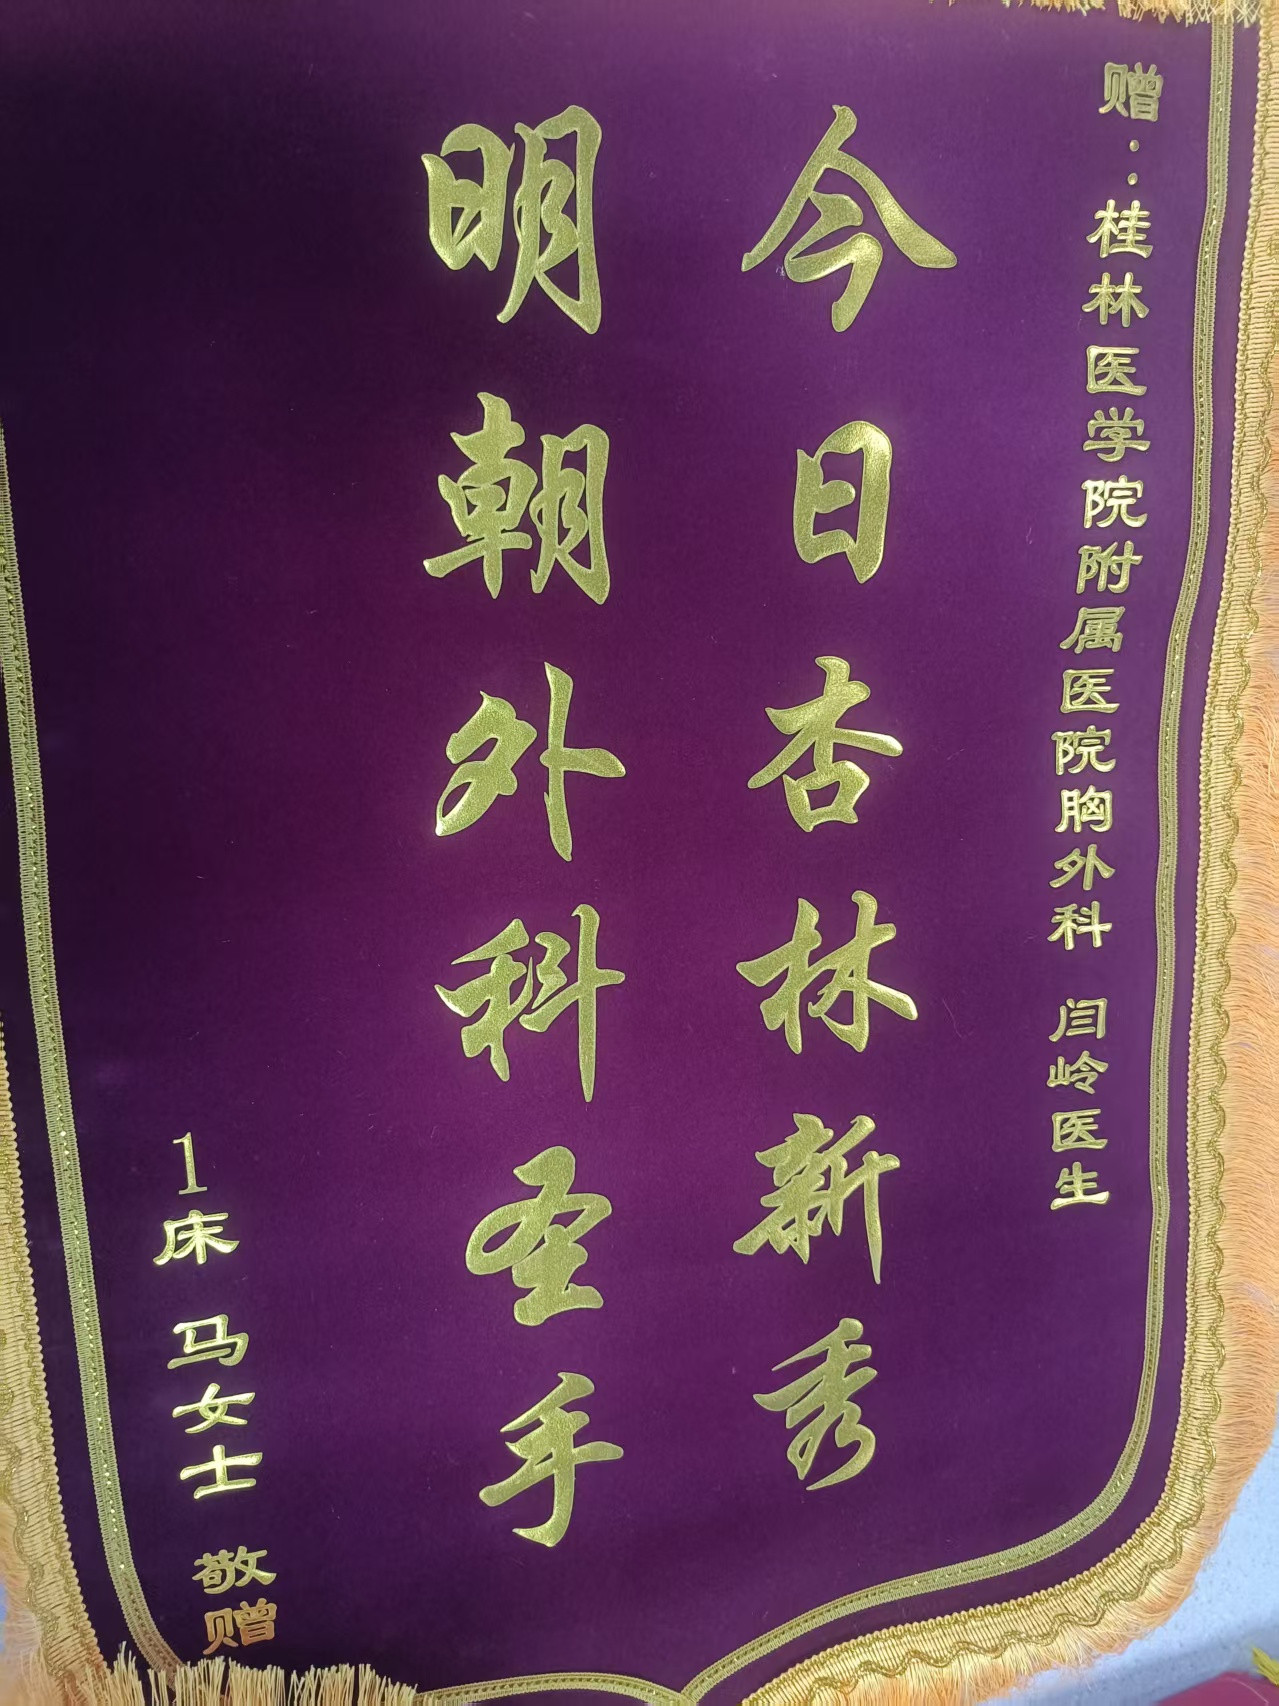 赠：桂林医学院附属医院胸外科 闫岭医生
今日杏林新秀
明朝外科圣手
1床 马女士 敬赠